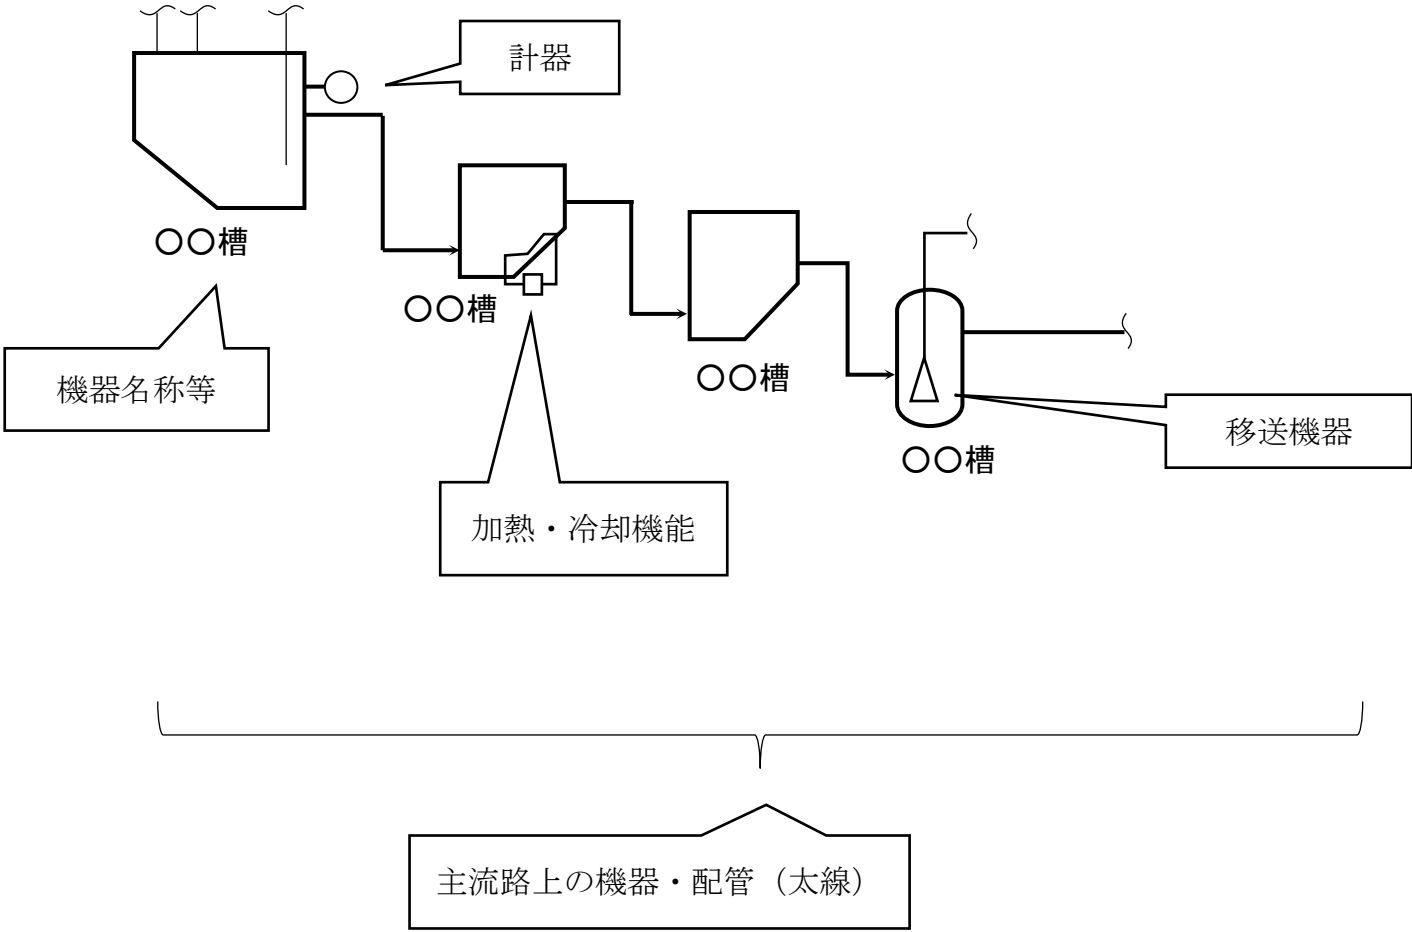 計器
〇〇槽
〇〇槽
機器名称等
〇〇槽
移送機器
〇〇槽
加熱・冷却機能
主流路上の機器・配管（太線）